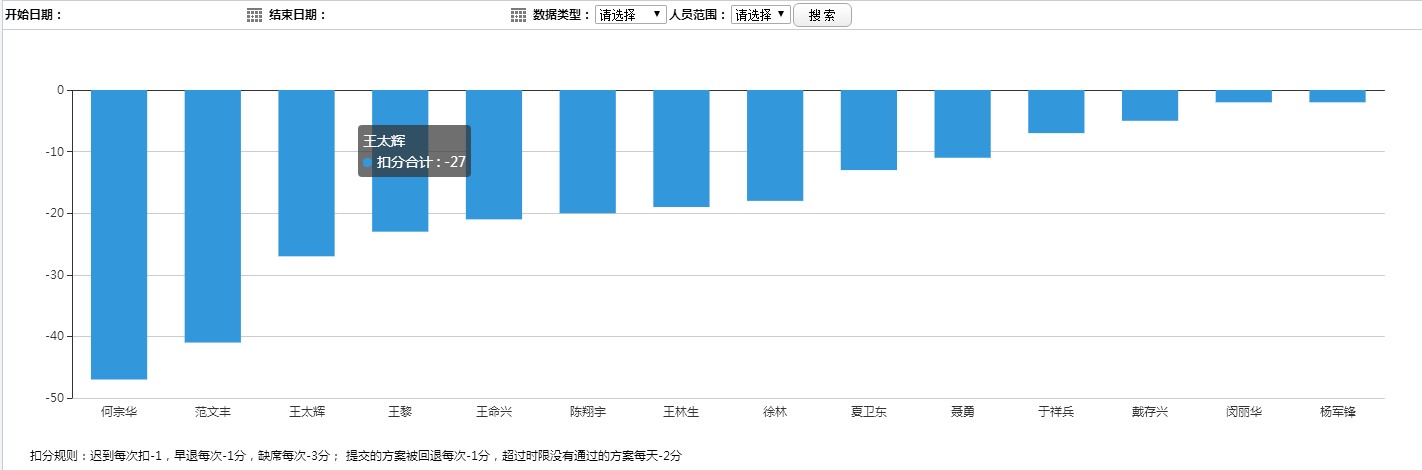 开始日期： 结束日期： 数据类型： 请选择 人员范围： 请选择 搜 索
0
-10
王太辉
扣分合计 : -27
-20
-30
-40
-50
何宗华 范文丰 王太辉 王黎 王命兴 陈翔宇 王林生 徐林 夏卫东 聂勇 于祥兵 戴存兴 闵丽华 杨军锋
扣分规则：迟到每次扣-1，早退每次-1分，缺席每次-3分； 提交的方案被回退每次-1分，超过时限没有通过的方案每天-2分